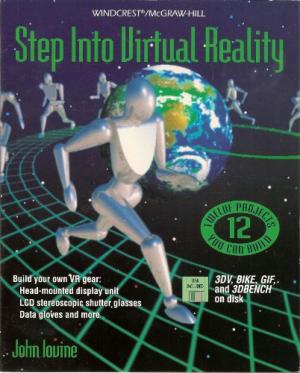 WINDCREST®/McGRAW-HILL
Step Into Virtual Reality
TWELVE PROJECTS
12
YOU CAN BUILD
Build your own VR gear:
Head-mounted display unit
LCD stereoscopic shutter glasses
Data gloves and more
3DV, BIKE, GIF,
and 3DBENCH
on disk
John Iovine